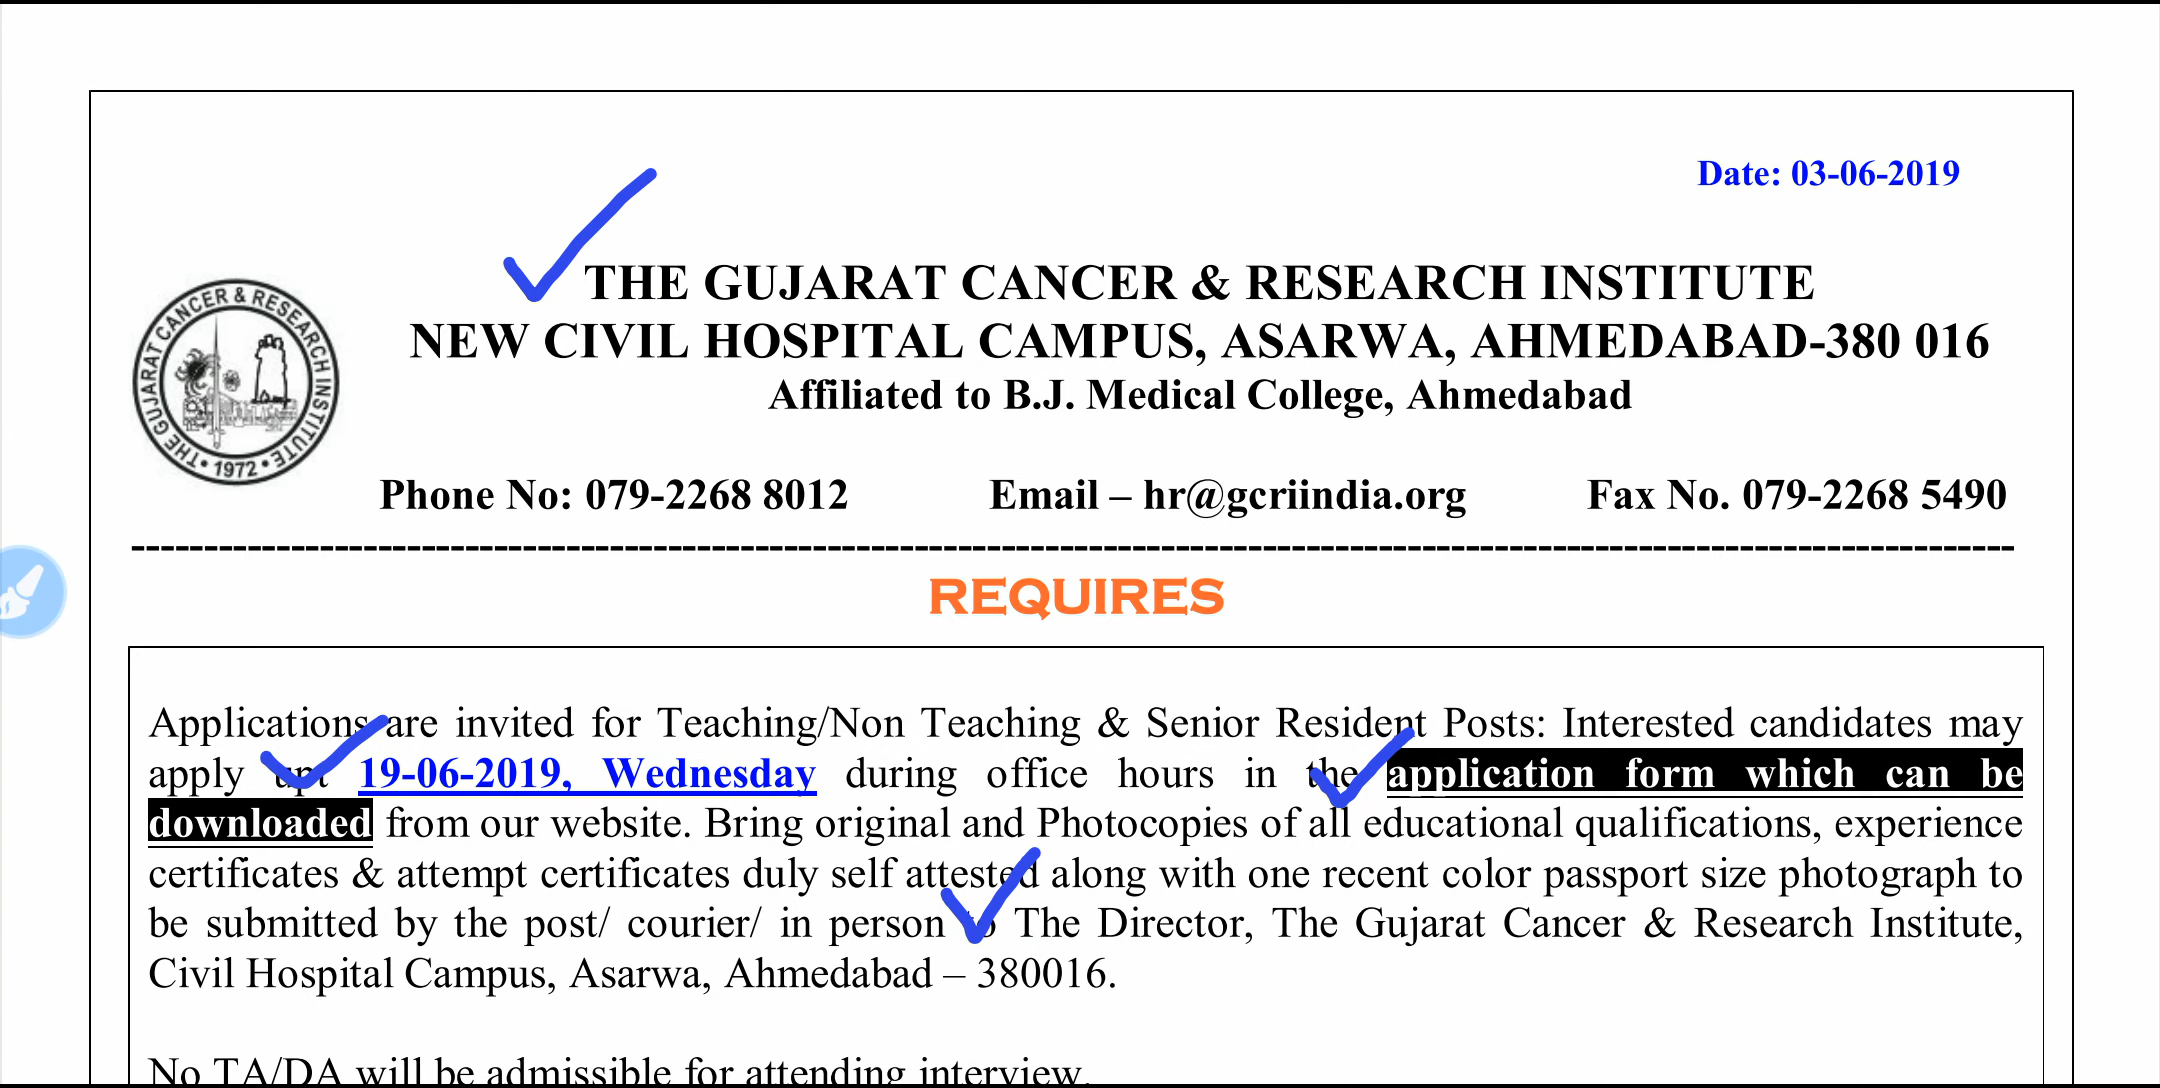 Date: 03-06-2019
THE GUJARAT CANCER & RESEARCH INSTITUTE
NEW CIVIL HOSPITAL CAMPUS, ASARWA, AHMEDABAD-380 016
Affiliated to B.J. Medical College, Ahmedabad
THE GUJARAT CANCER & RESEARCH INSTITUTE
1972
Phone No: 079-2268 8012 Email – hr@gcriindia.org Fax No. 079-2268 5490
REQUIRES
Applications are invited for Teaching/Non Teaching & Senior Resident Posts: Interested candidates may
apply 19-06-2019, Wednesday during office hours in the application form which can be
downloaded from our website. Bring original and Photocopies of all educational qualifications, experience
certificates & attempt certificates duly self attested along with one recent color passport size photograph to
be submitted by the post/ courier/ in person The Director, The Gujarat Cancer & Research Institute,
Civil Hospital Campus, Asarwa, Ahmedabad – 380016.
No TA/DA will be admissible for attending interview.